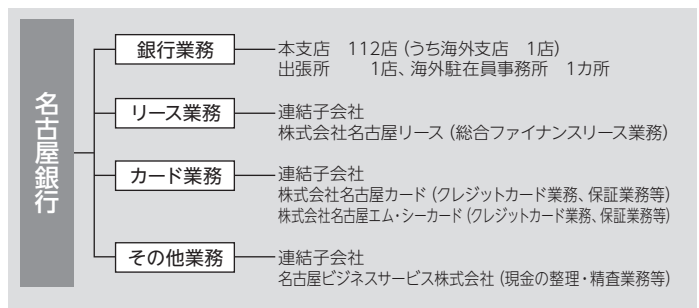 名古屋銀行
銀行業務
本支店 112店（うち海外支店 1店）
出張所 1店、海外駐在員事務所 1カ所
リース業務
連結子会社
株式会社名古屋リース（総合ファイナンスリース業務）
カード業務
連結子会社
株式会社名古屋カード（クレジットカード業務、保証業務等）
株式会社名古屋エム・シーカード（クレジットカード業務、保証業務等）
その他業務
連結子会社
名古屋ビジネスサービス株式会社（現金の整理・精査業務等）